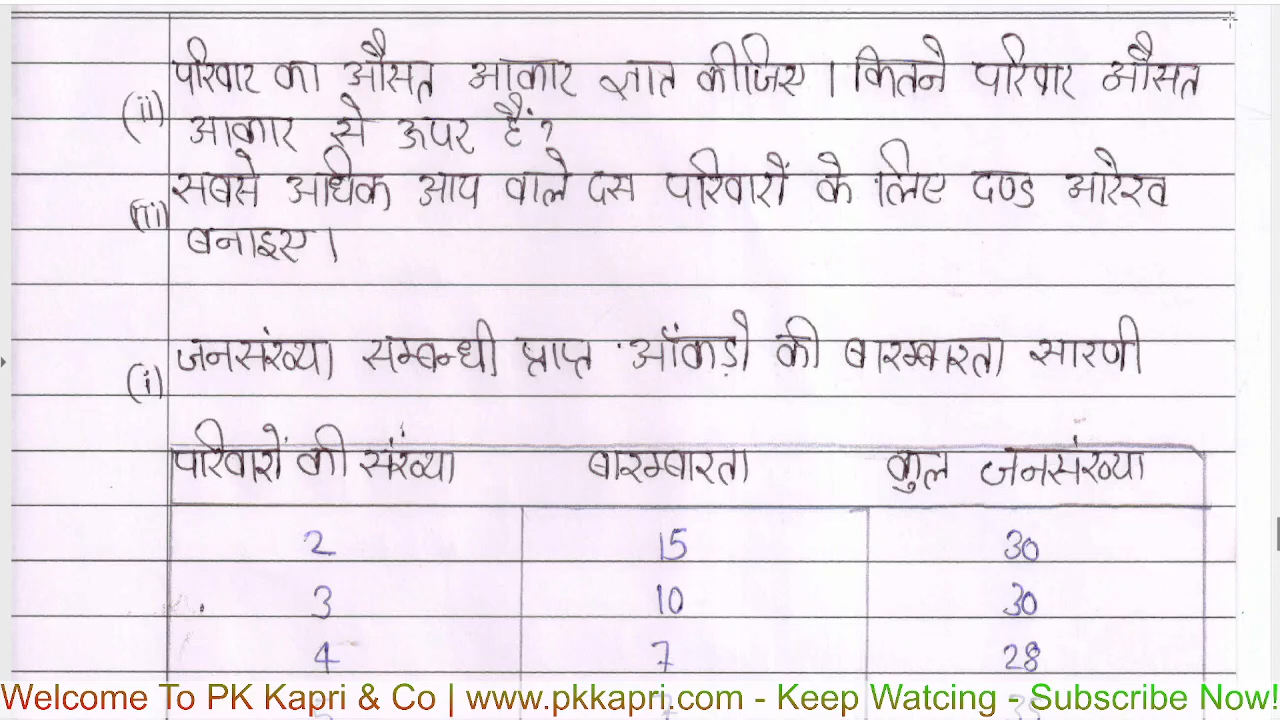 परिवार का औसत आकार ज्ञात कीजिए। कितने परिवार औसत
(ii) आकार से ऊपर हैं?
सबसे अधिक आय वाले दस परिवारों के लिए दण्ड आरेख
(iii) बनाइए।
जनसंख्या सम्बन्धी प्राप्त आँकड़ो की बारम्बारता सारणी
(i)
परिवारों की संख्या बारम्बारता कुल जनसंख्या
2 15 30
3 10 30
4 7 28
Welcome To PK Kapri & Co | www.pkkapri.com - Keep Watcing - Subscribe Now!